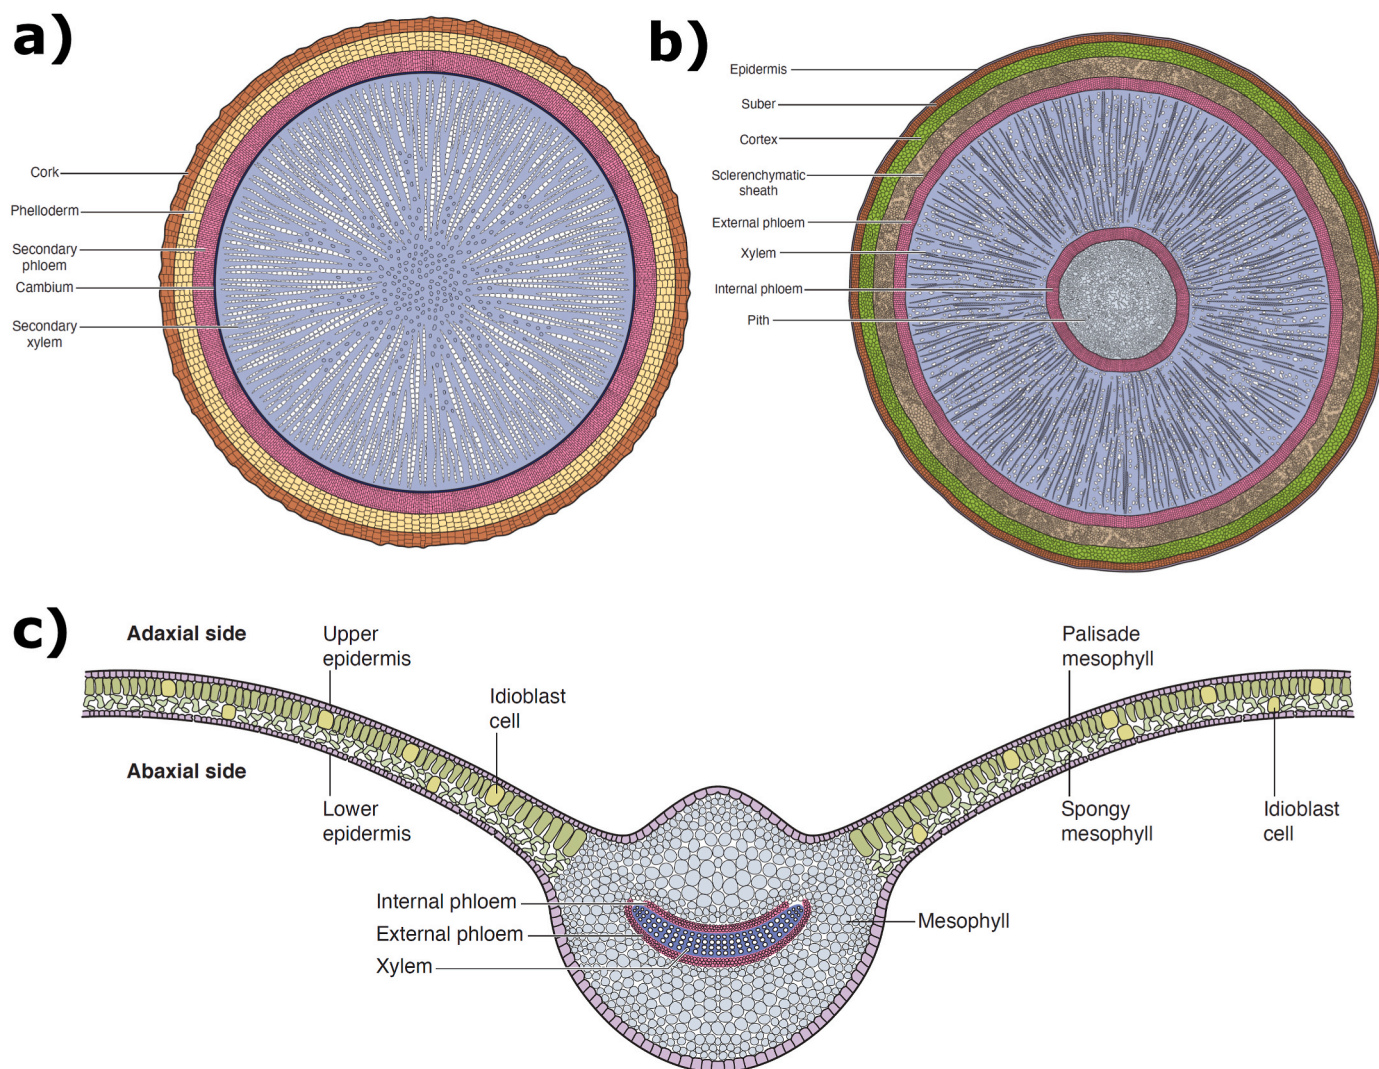 a)
Cork
Phelloderm
Secondary
phloem
Cambium
Secondary
xylem
b)
Epidermis
Suber
Cortex
Sclerenchymatic
sheath
External phloem
Xylem
Internal phloem
Pith
c)
Adaxial side
Upper
epidermis
Idioblast
cell
Palisade
mesophyll
Abaxial side
Lower
epidermis
Spongy
mesophyll
Idioblast
cell
Internal phloem
External phloem
Xylem
Mesophyll